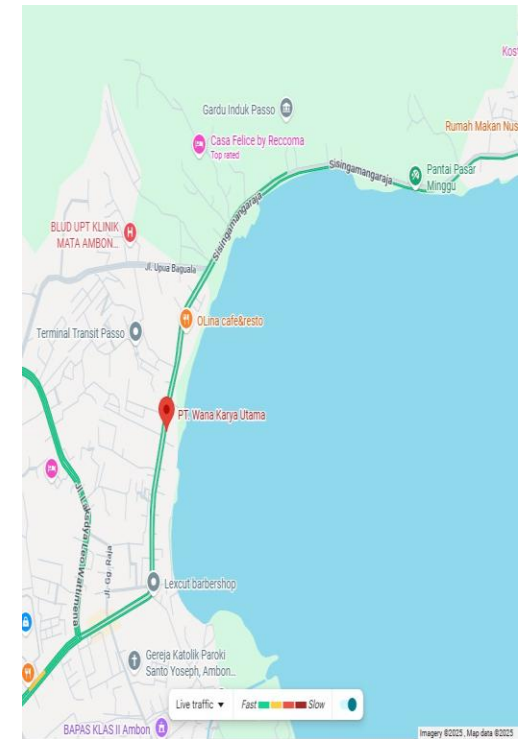 Kos
Gardu Induk Passo
Rumah Makan Nus
Casa Felice by Reccoma
Top rated
Sisingamangaraja
Pantai Pasar
Minggu
Sisingamangaraja
BLUD UPT KLINIK
MATA AMBON...
Jl. Upua Baguala
OLina cafe&resto
Terminal Transit Passo
PT. Wana Karya Utama
Jl. Gg. Raja
Lexcut barbershop
Gereja Katolik Paroki
Santo Yoseph, Ambon...
Live traffic
Fast
Slow
BAPAS KLAS II Ambon
Imagery ©2025 , Map data ©2025